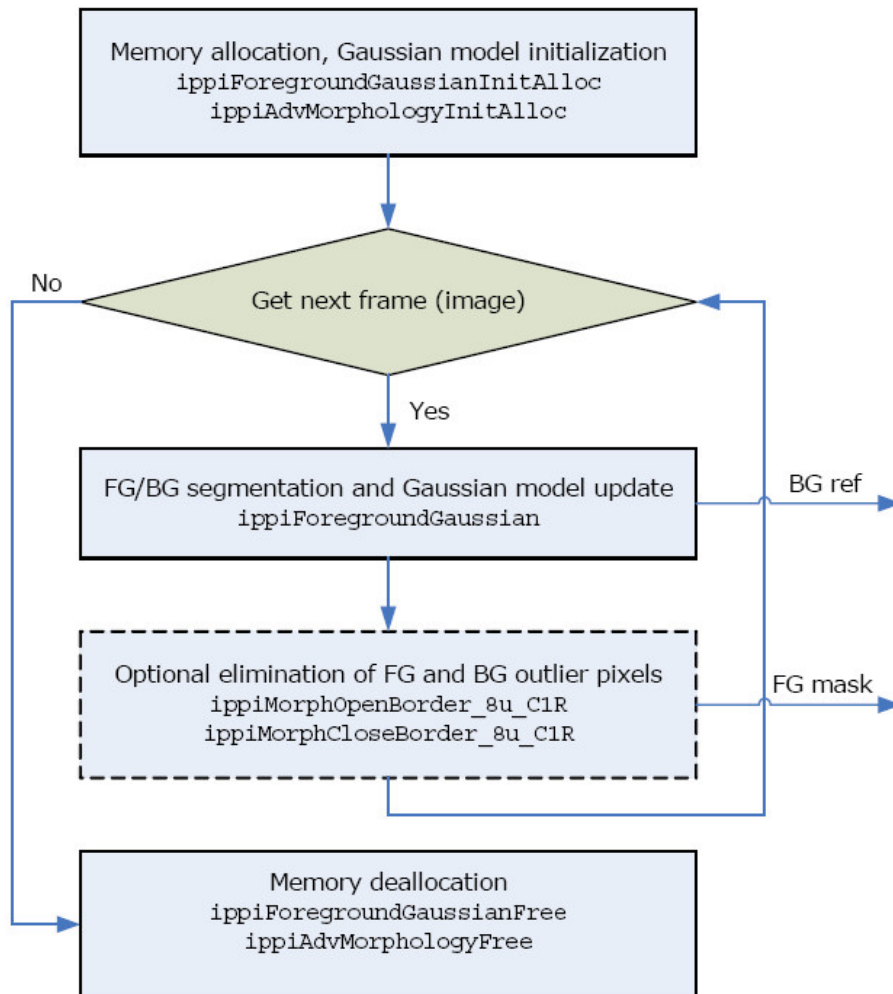 Memory allocation, Gaussian model initialization
ippiForegroundGaussianInitAlloc
ippiAdvMorphologyInitAlloc
No
Get next frame (image)
Yes
FG/BG segmentation and Gaussian model update
ippiForegroundGaussian
BG ref
Optional elimination of FG and BG outlier pixels
ippiMorphOpenBorder_8u_C1R
ippiMorphCloseBorder_8u_C1R
FG mask
Memory deallocation
ippiForegroundGaussianFree
ippiAdvMorphologyFree